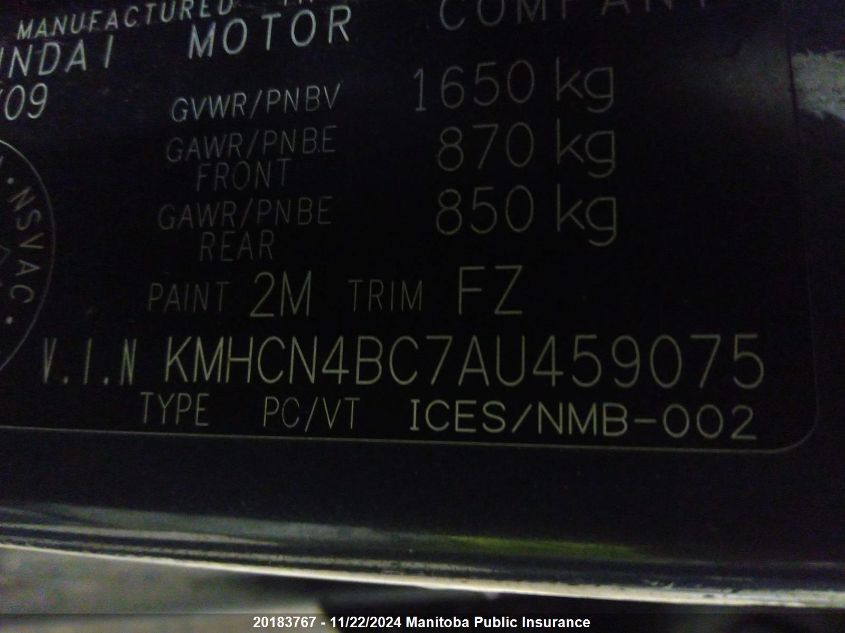 MANUFACTURED
MOTOR COMPANY
/09
GVWR/PNBV 1650 kg
GAWR/PNBE 870 kg
FRONT
GAWR/PNBE 850 kg
REAR
NSVAC
PAINT 2M TRIM FZ
V.I.N KMHCN4BC7AU459075
TYPE PC/VT ICES/NMB-002
20183767 - 11/22/2024 Manitoba Public Insurance